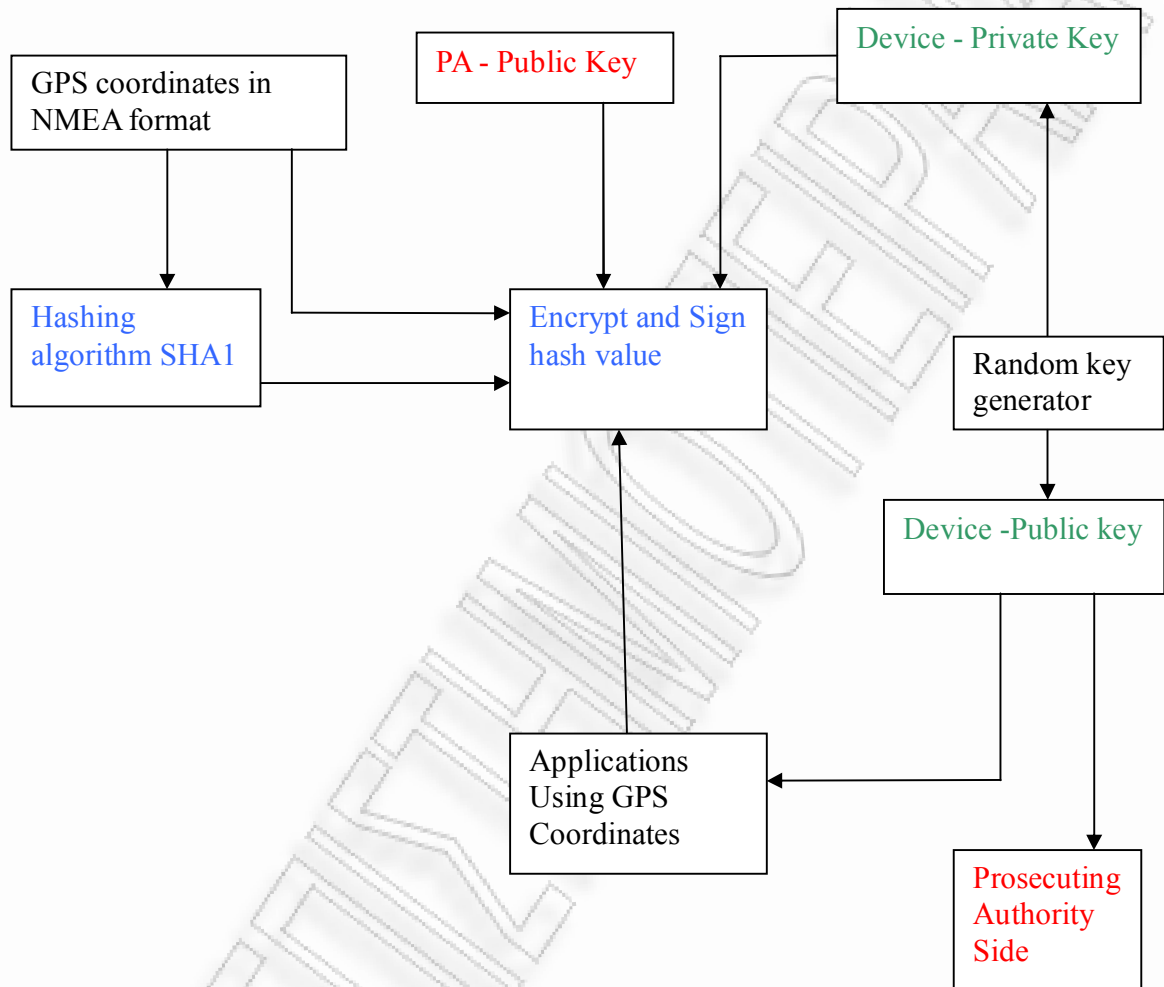 GPS coordinates in
NMEA format
PA - Public Key
Device - Private Key
Hashing
algorithm SHA1
Encrypt and Sign
hash value
Random key
generator
Device -Public key
Applications
Using GPS
Coordinates
Prosecuting
Authority
Side